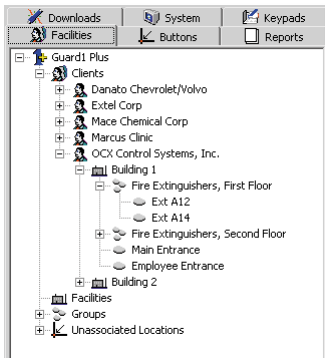 Downloads System Keypads
Facilities Buttons Reports
Guard1 Plus
Clients
Danato Chevrolet/Volvo
Extel Corp
Mace Chemical Corp
Marcus Clinic
OCX Control Systems, Inc.
Building 1
Fire Extinguishers, First Floor
Ext A12
Ext A14
Fire Extinguishers, Second Floor
Main Entrance
Employee Entrance
Building 2
Facilities
Groups
Unassociated Locations